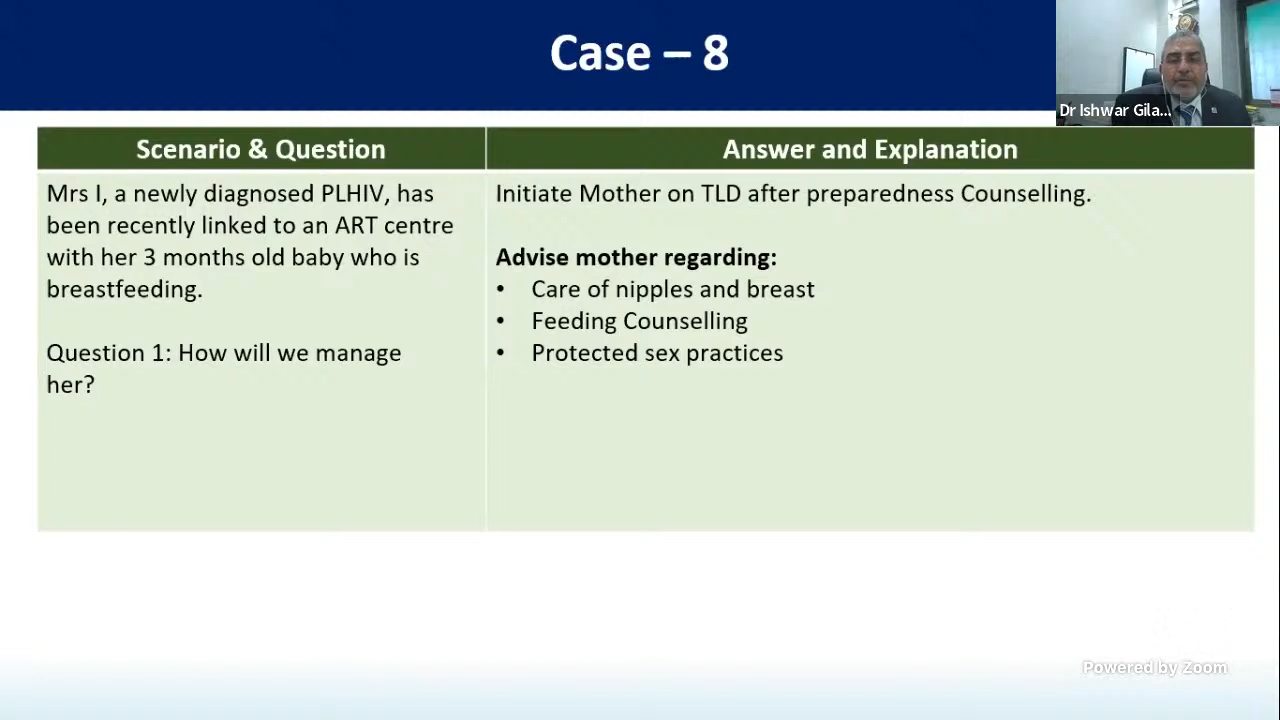 Case – 8
Dr Ishwar Gila...
Scenario & Question
Answer and Explanation
Mrs I, a newly diagnosed PLHIV, has
been recently linked to an ART centre
with her 3 months old baby who is
breastfeeding.
Question 1: How will we manage
her?
Initiate Mother on TLD after preparedness Counselling.
Advise mother regarding:
• Care of nipples and breast
• Feeding Counselling
• Protected sex practices
Powered by Zoom